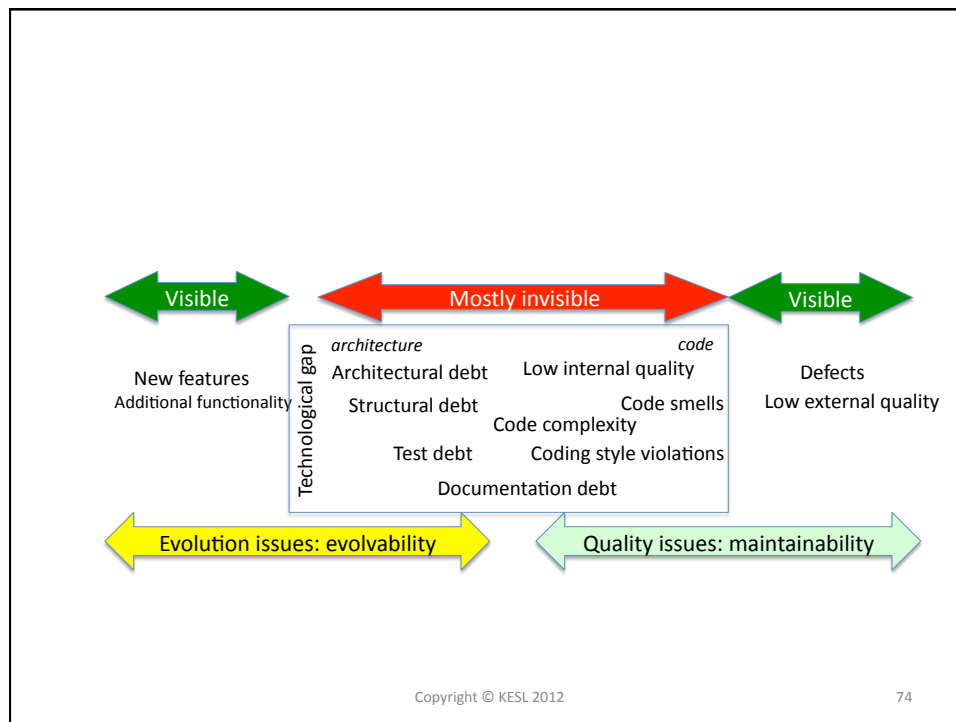 Visible
Mostly invisible
Visible
Technological gap
architecture
code
Architectural debt
Low internal quality
Structural debt
Code smells
Code complexity
Test debt
Coding style violations
Documentation debt
New features
Additional functionality
Defects
Low external quality
Evolution issues: evolvability
Quality issues: maintainability
Copyright © KESL 2012
74